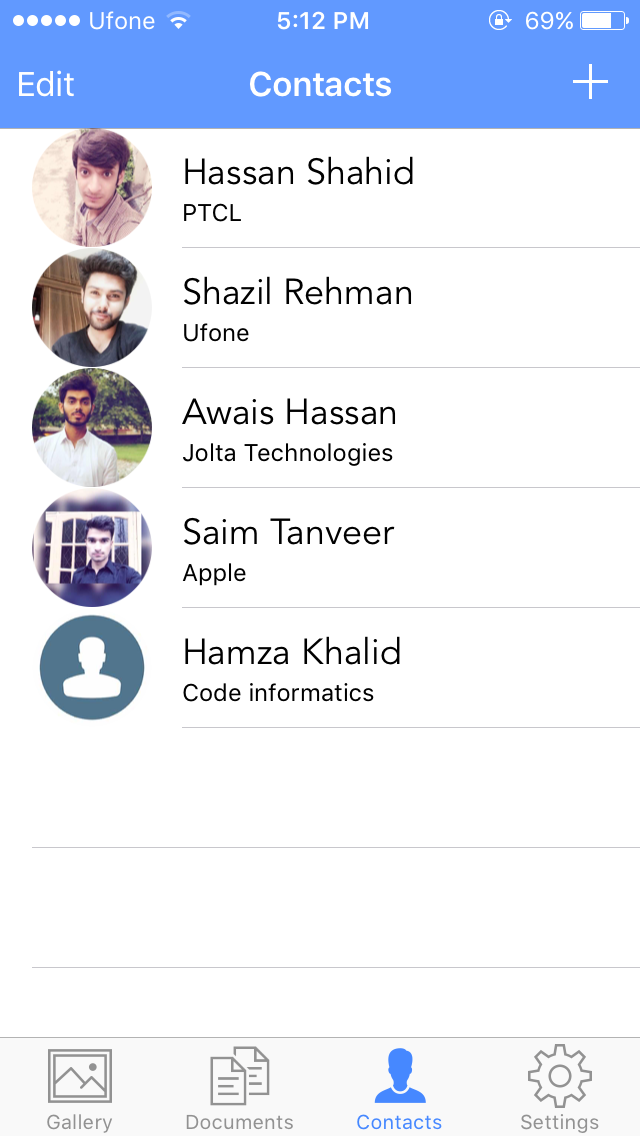 Ufone 5:12 PM 69%
Edit Contacts +
Hassan Shahid
PTCL
Shazil Rehman
Ufone
Awais Hassan
Jolta Technologies
Saim Tanveer
Apple
Hamza Khalid
Code informatics
Gallery Documents Contacts Settings